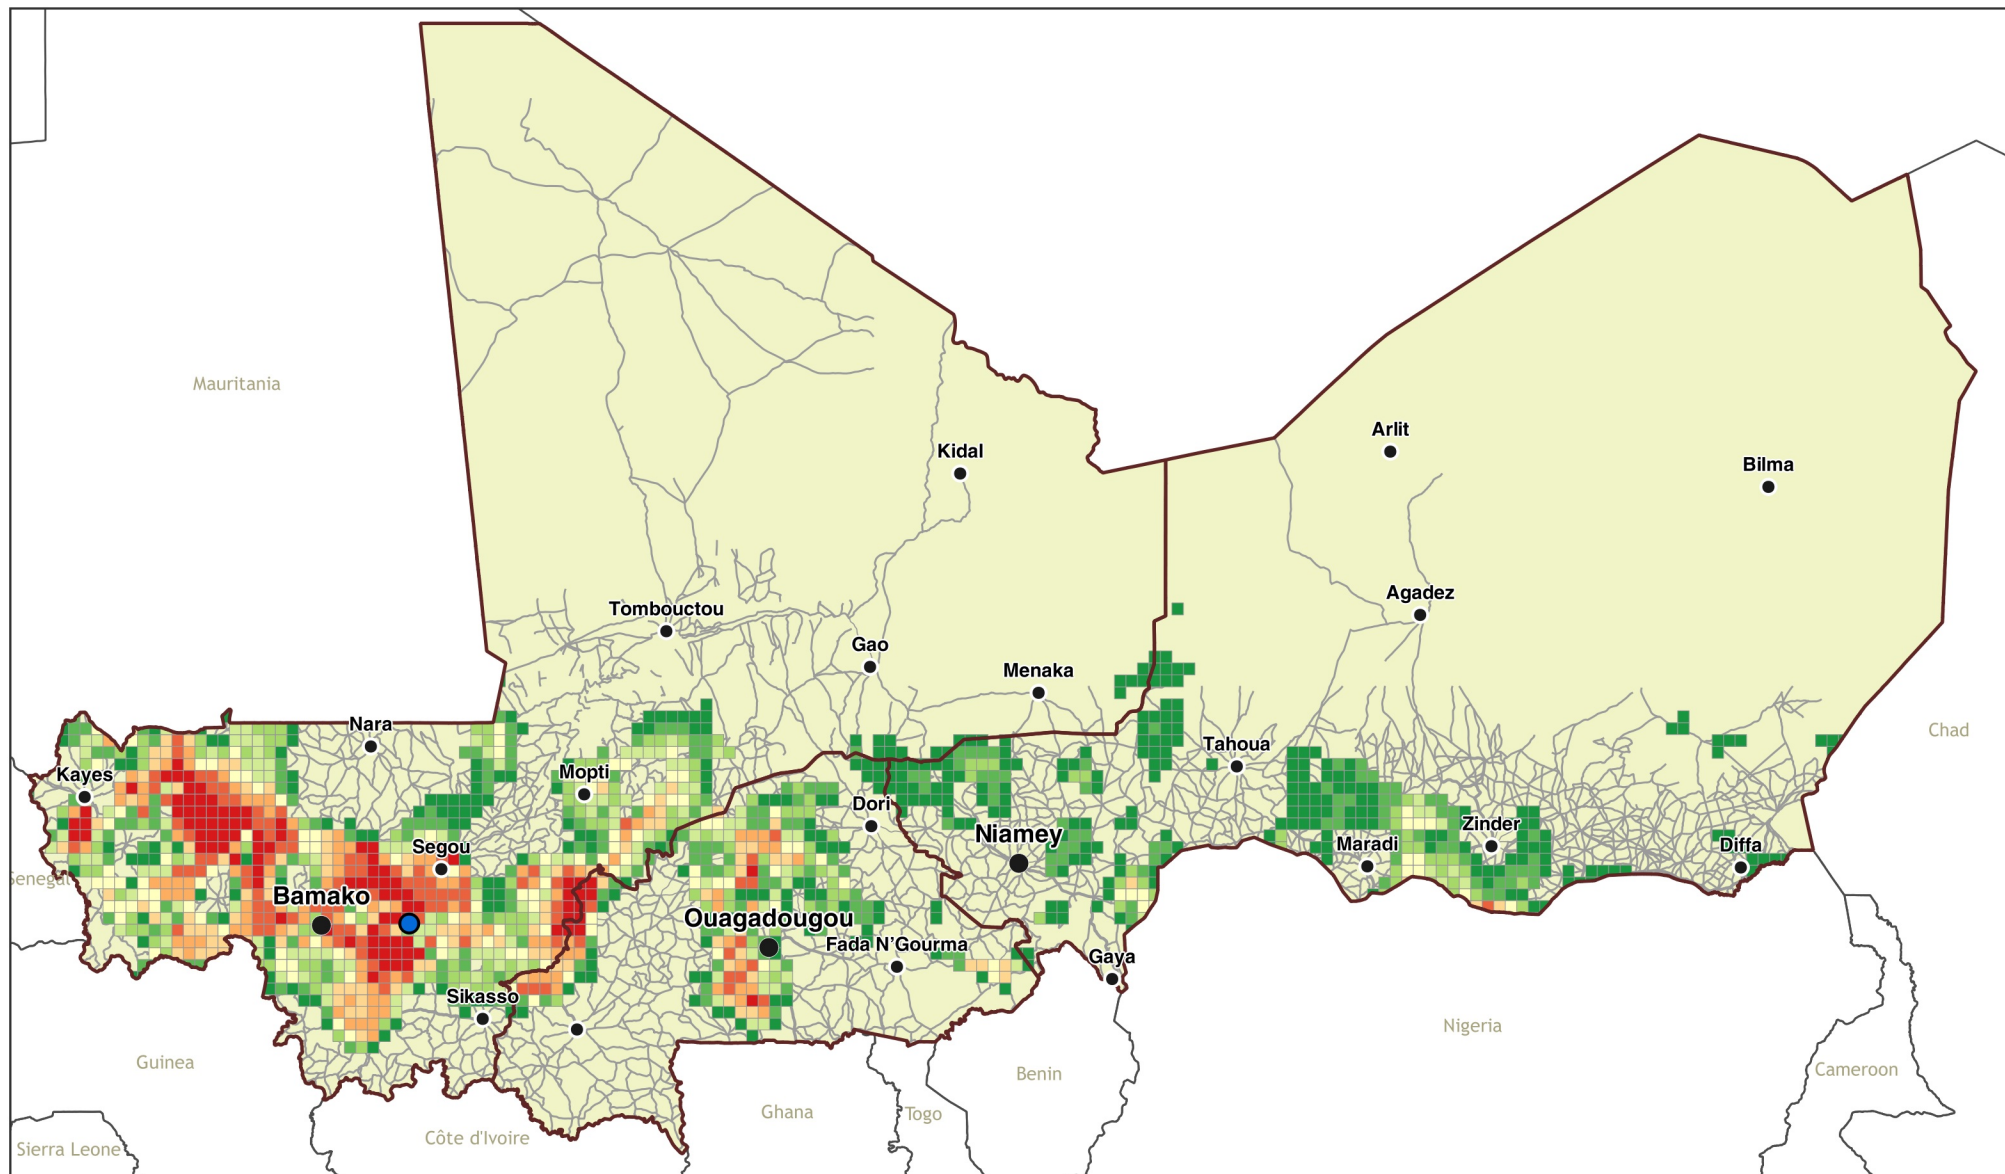 Mauritania
Arlit
Kidal
Bilma
Agadez
Tombouctou
Gao
Menaka
Nara
Chad
Tahoua
Kayes
Mopti
Dori
Zinder
Niamey
Segou
Maradi
Diffa
Senegal
Bamako
Ouagadougou
Fada N'Gourma
Gaya
Sikasso
Nigeria
Guinea
Benin
Cameroon
Ghana
Togo
Côte d'Ivoire
Sierra Leone